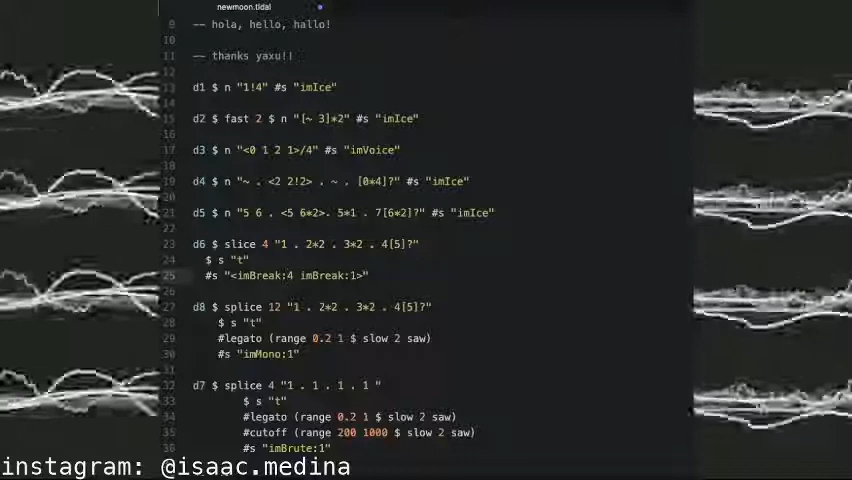 newmoon.tidal
9 -- hola, hello, hallo!
10
11 -- thanks yaxu!!
12
13 d1 $ n "1!4" #s "imIce"
14
15 d2 $ fast 2 $ n "[~ 3]*2" #s "imIce"
16
17 d3 $ n "<0 1 2 1>/4" #s "imVoice"
18
19 d4 $ n "~ . <2 2!2> . ~ . [0*4]?" #s "imIce"
20
21 d5 $ n "5 6 . <5 6*2>. 5*1 . 7[6*2]?" #s "imIce"
22
23 d6 $ slice 4 "1 . 2*2 . 3*2 . 4[5]?"
24 $ s "t"
25 #s "<imBreak:4 imBreak:1>"
26
27 d8 $ splice 12 "1 . 2*2 . 3*2 . 4[5]?"
28 $ s "t"
29 #legato (range 0.2 1 $ slow 2 saw)
30 #s "imMono:1"
31
32 d7 $ splice 4 "1 . 1 . 1 . 1 "
33 $ s "t"
34 #legato (range 0.2 1 $ slow 2 saw)
35 #cutoff (range 200 1000 $ slow 2 saw)
36 #s "imBrute:1"
instagram: @isaac.medina